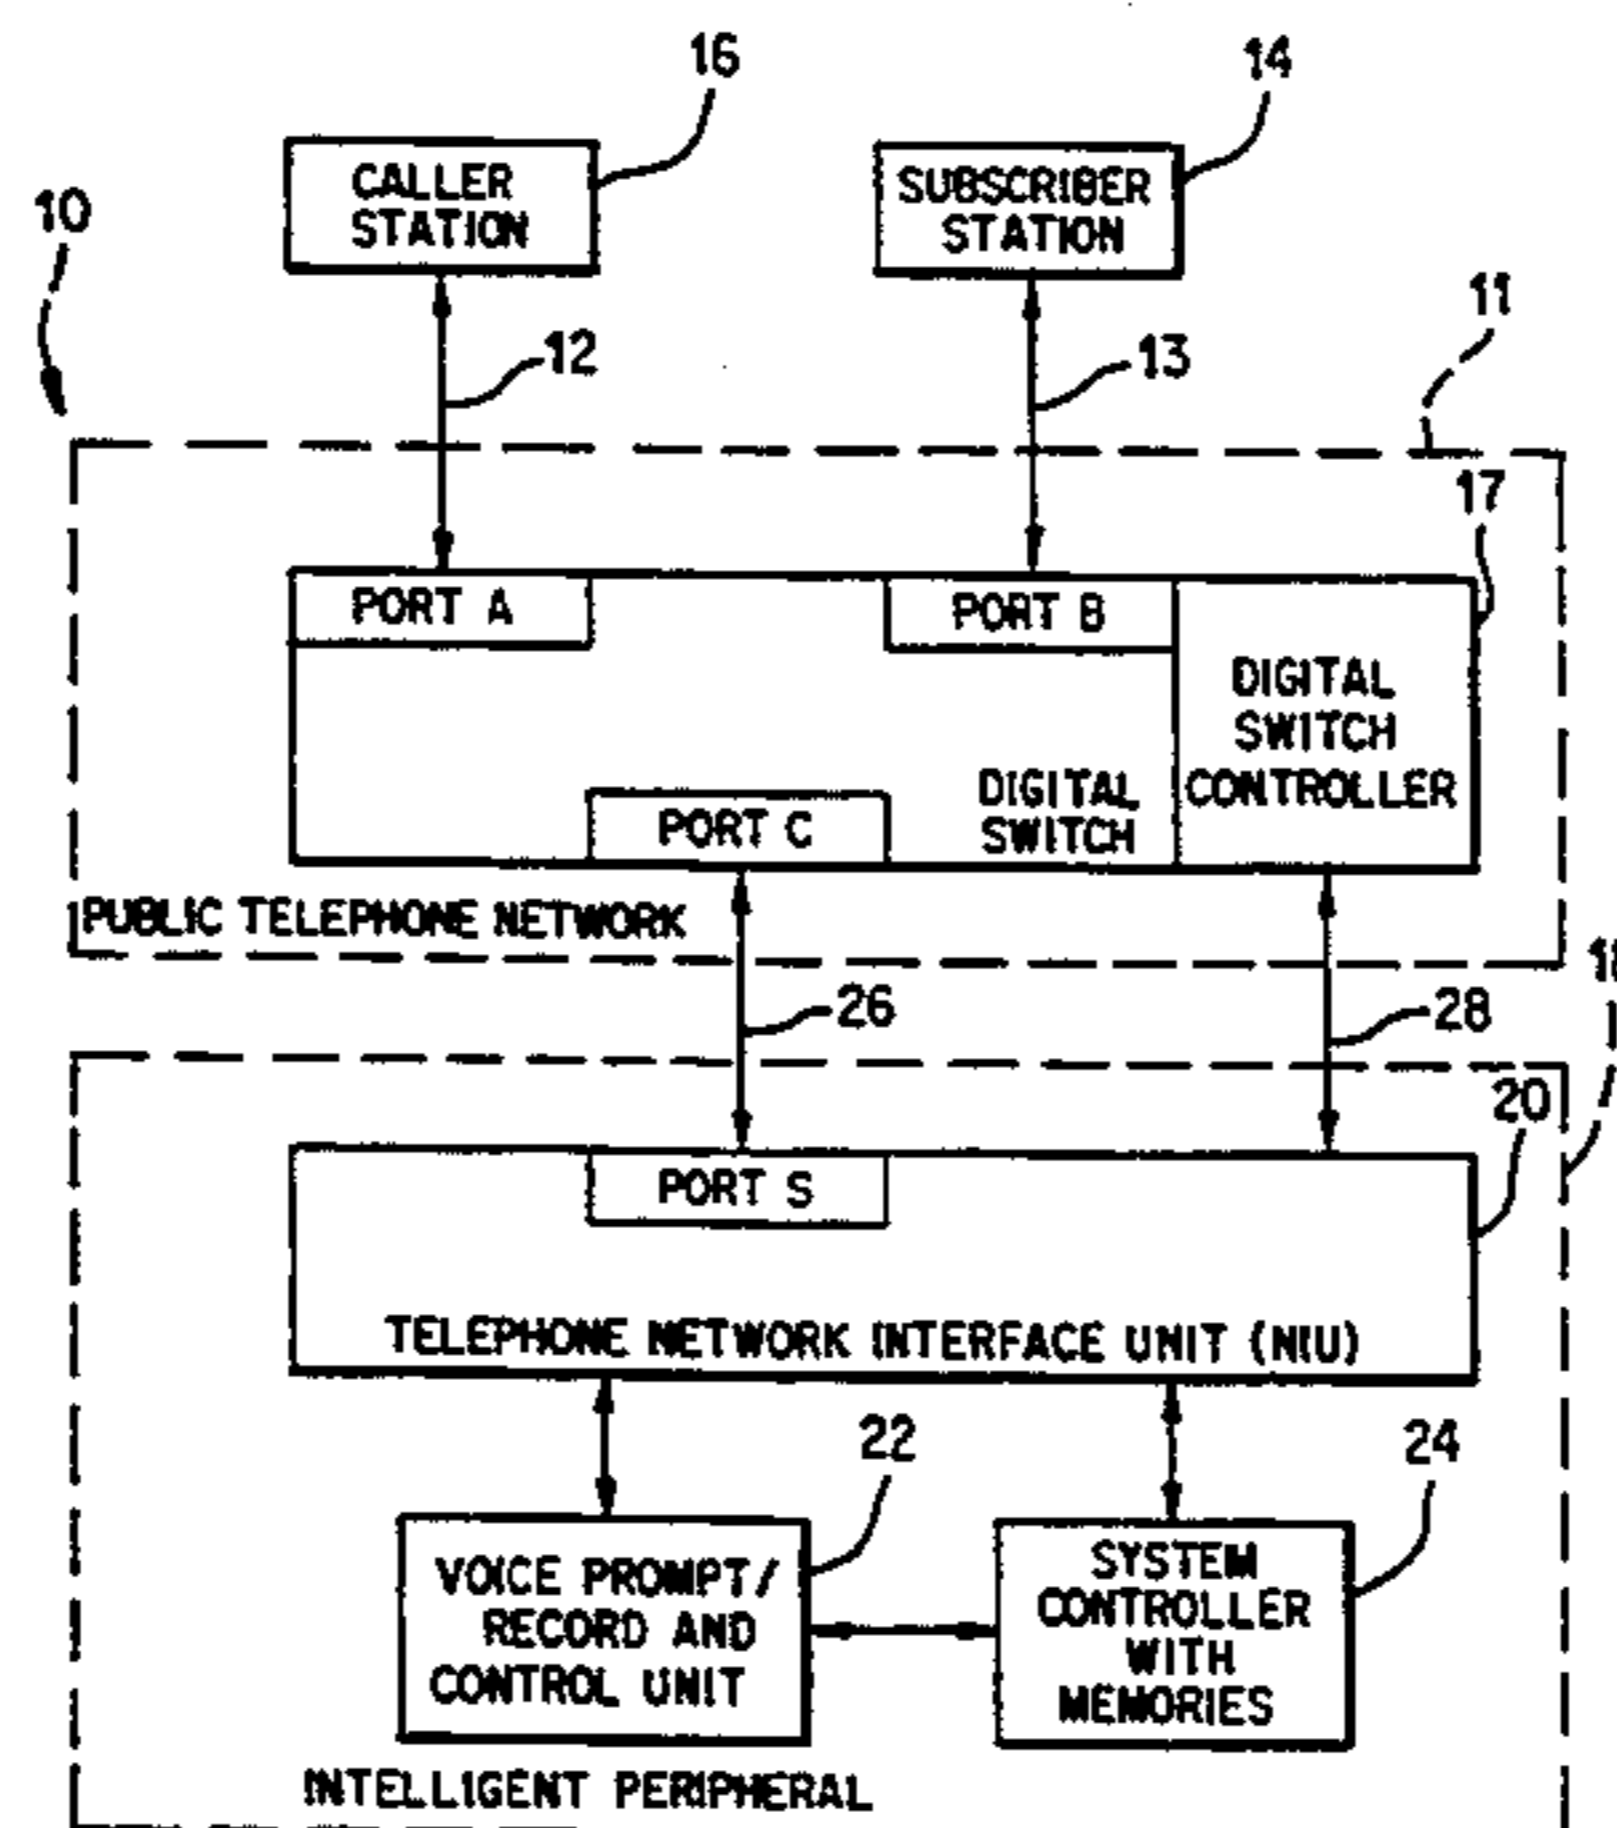 16
14
CALLER
STATION
SUBSCRIBER
STATION
10
11
12
13
17
PORT A
PORT B
DIGITAL
SWITCH
CONTROLLER
DIGITAL
SWITCH
PORT C
PUBLIC TELEPHONE NETWORK
26
28
20
PORT S
TELEPHONE NETWORK INTERFACE UNIT (NIU)
22
24
VOICE PROMPT/
RECORD AND
CONTROL UNIT
SYSTEM
CONTROLLER
WITH
MEMORIES
INTELLIGENT PERIPHERAL